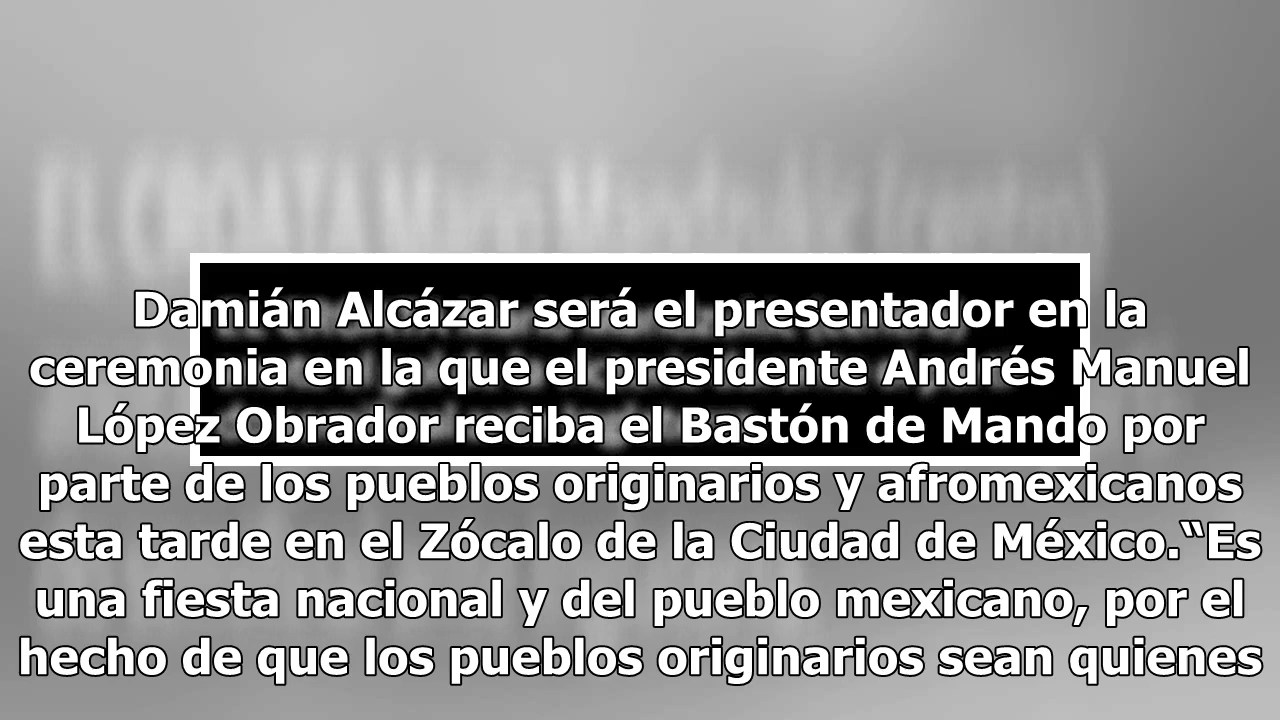 Damián Alcázar será el presentador en la
ceremonia en la que el presidente Andrés Manuel
López Obrador reciba el Bastón de Mando por
parte de los pueblos originarios y afromexicanos
esta tarde en el Zócalo de la Ciudad de México.“Es
una fiesta nacional y del pueblo mexicano, por el
hecho de que los pueblos originarios sean quienes